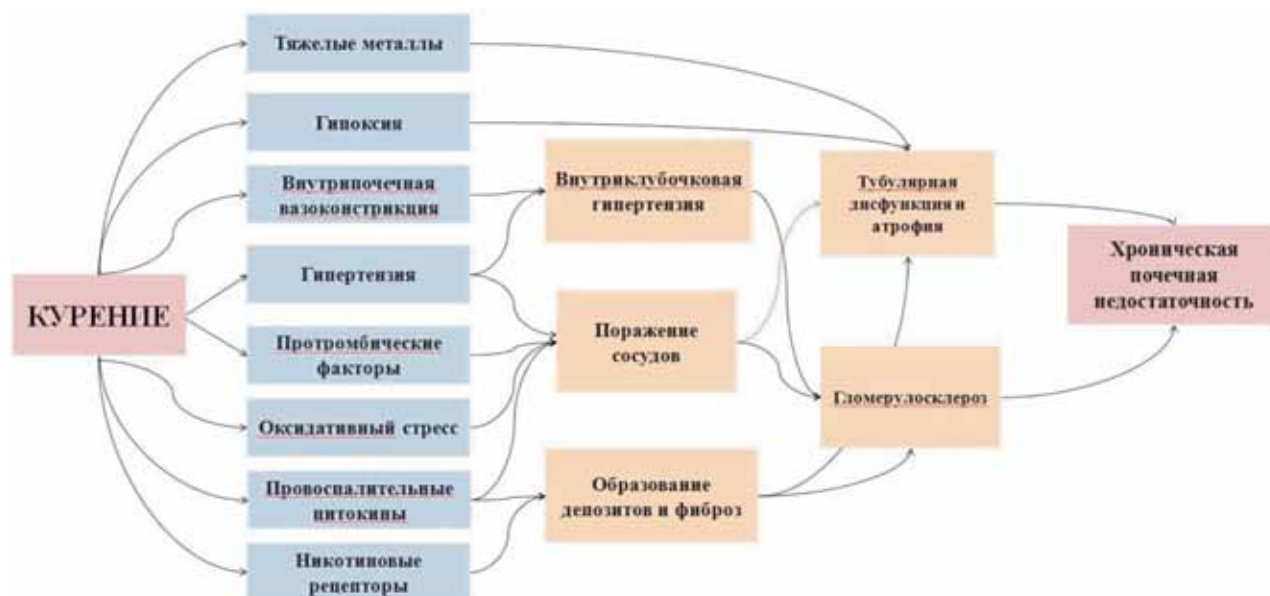 Тяжелые металлы
Гипоксия
Внутрипочечная
вазоконстрикция
Гипертензия
Протромбические
факторы
Оксидативный стресс
Провоспалительные
цитокины
Никотиновые
рецепторы
КУРЕНИЕ
Внутриклубочковая
гипертензия
Поражение
сосудов
Образование
депозитов и фиброз
Тубулярная
дисфункция и
атрофия
Гломерулосклероз
Хроническая
почечная
недостаточность